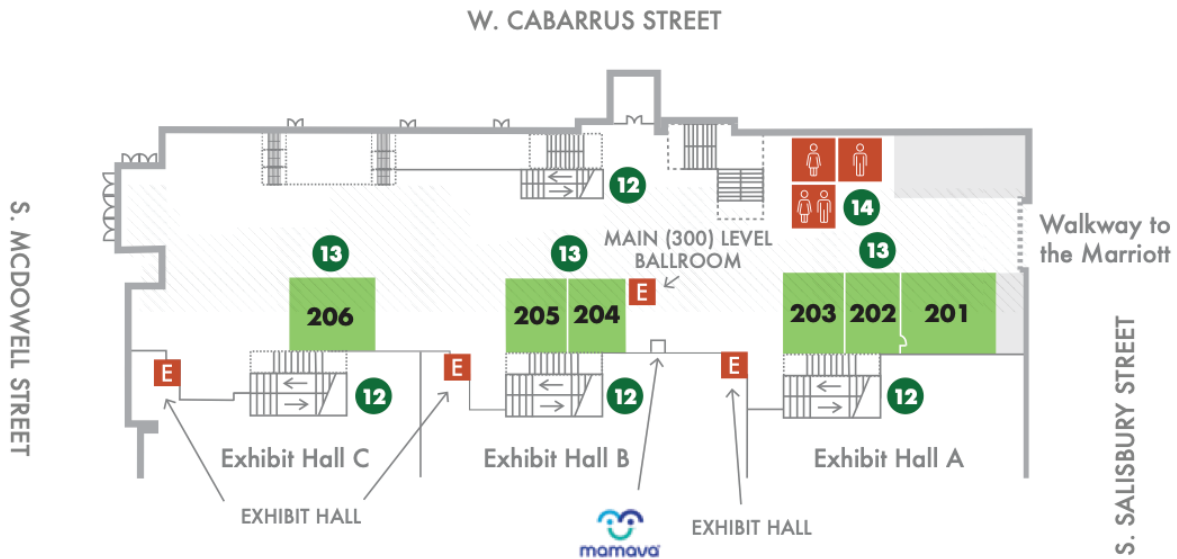 W. CABARRUS STREET
S. MCDOWELL STREET
12
14
Walkway to
the Marriott
13
13
MAIN (300) LEVEL
BALLROOM
13
E
206
205
204
203
202
201
E
E
E
12
12
12
Exhibit Hall C
Exhibit Hall B
Exhibit Hall A
EXHIBIT HALL
mamava
EXHIBIT HALL
S. SALISBURY STREET